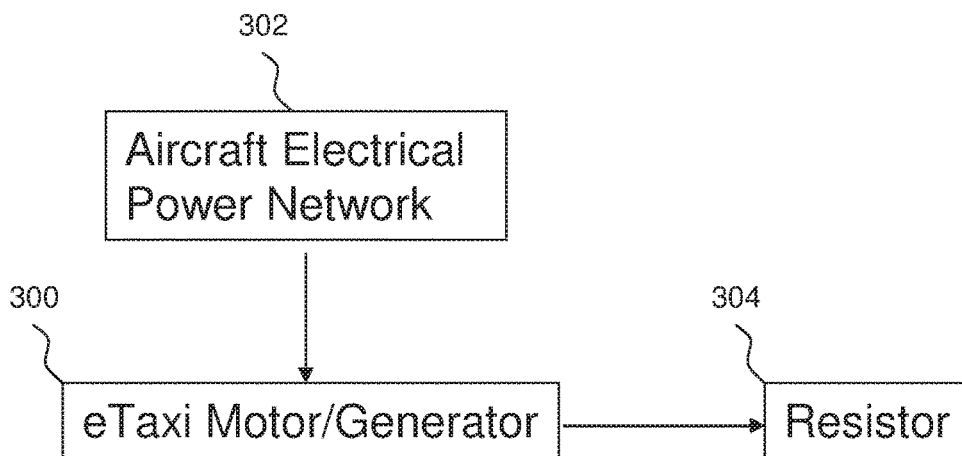 302
Aircraft Electrical
Power Network
300
304
eTaxi Motor/Generator
Resistor